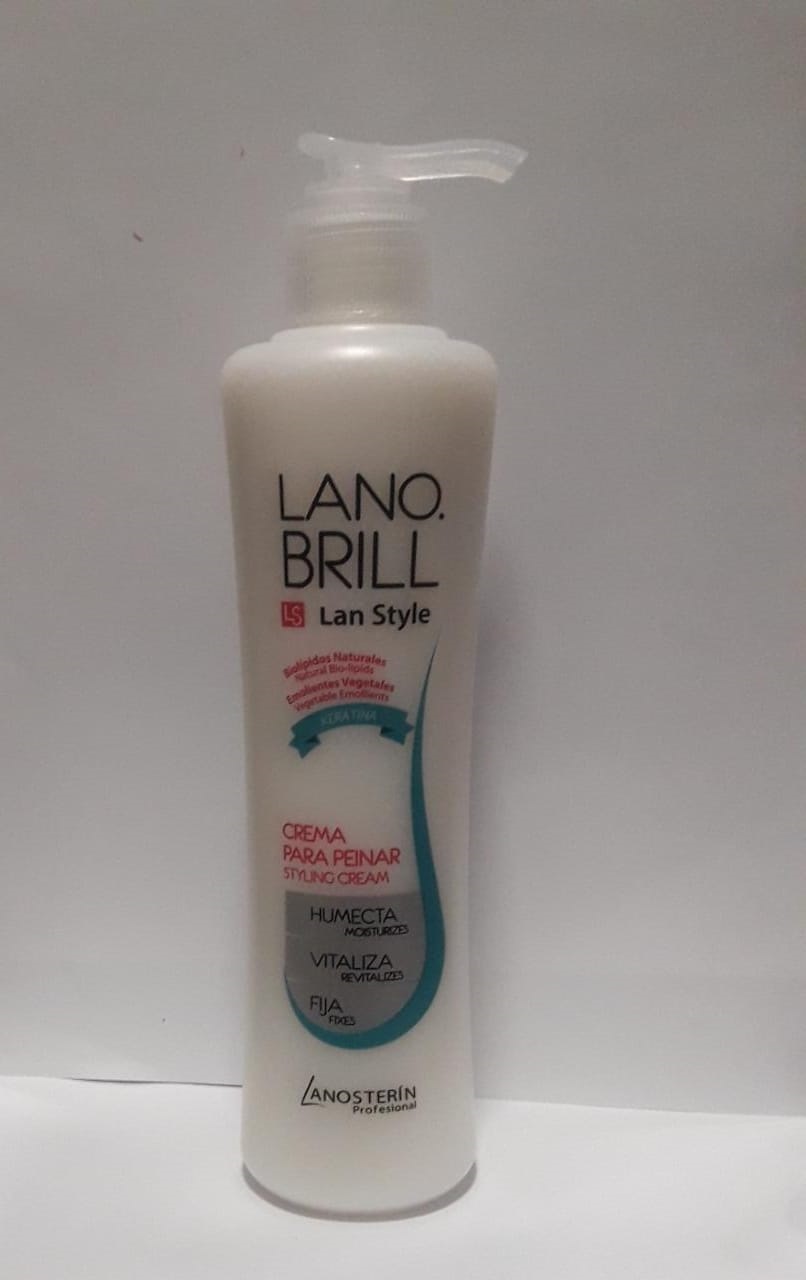 LANO.
BRILL
LS Lan Style
Biolípidos Naturales
Natural Bio-lipids
Emolientes Vegetales
Vegetable Emollients
KERATINA
CREMA
PARA PEINAR
STYLING CREAM
HUMECTA
MOISTURIZES
VITALIZA
REVITALIZES
FIJA
FIXES
LANOSTERÍN
Profesional